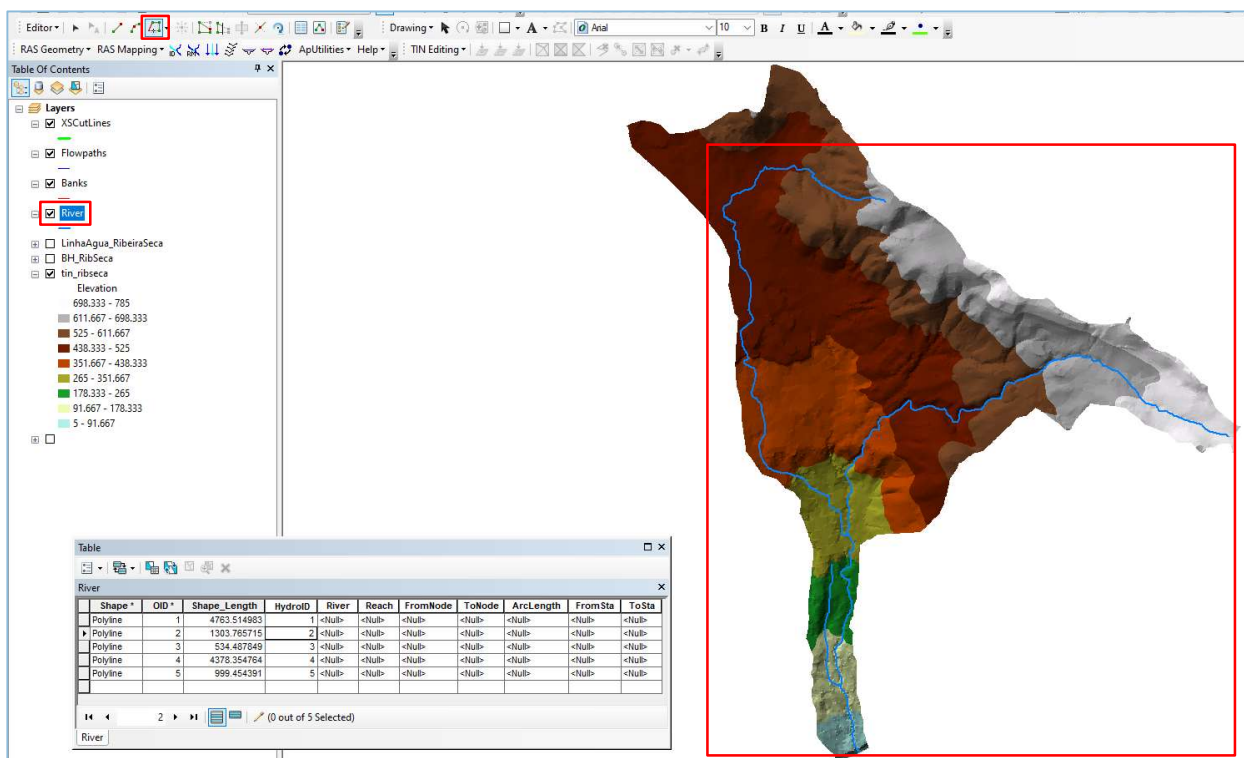 Editor Drawing A Arial 10 B I U A
RAS Geometry RAS Mapping ApUtilities Help TIN Editing
Table Of Contents
Layers
XSCutLines
Flowpaths
Banks
River
LinhaAgua_RibeiraSeca
BH_RibSeca
tin_ribseca
Elevation
698.333 - 785
611.667 - 698.333
525 - 611.667
438.333 - 525
351.667 - 438.333
265 - 351.667
178.333 - 265
91.667 - 178.333
5 - 91.667
Table
River
Shape * OID * Shape_Length HydroID River Reach FromNode ToNode ArcLength FromSta ToSta
Polyline 1 4763.514983 1 <Null> <Null> <Null> <Null> <Null> <Null> <Null>
Polyline 2 1303.765715 2 <Null> <Null> <Null> <Null> <Null> <Null> <Null>
Polyline 3 534.487849 3 <Null> <Null> <Null> <Null> <Null> <Null> <Null>
Polyline 4 4378.354764 4 <Null> <Null> <Null> <Null> <Null> <Null> <Null>
Polyline 5 999.454391 5 <Null> <Null> <Null> <Null> <Null> <Null> <Null>
2 (0 out of 5 Selected)
River